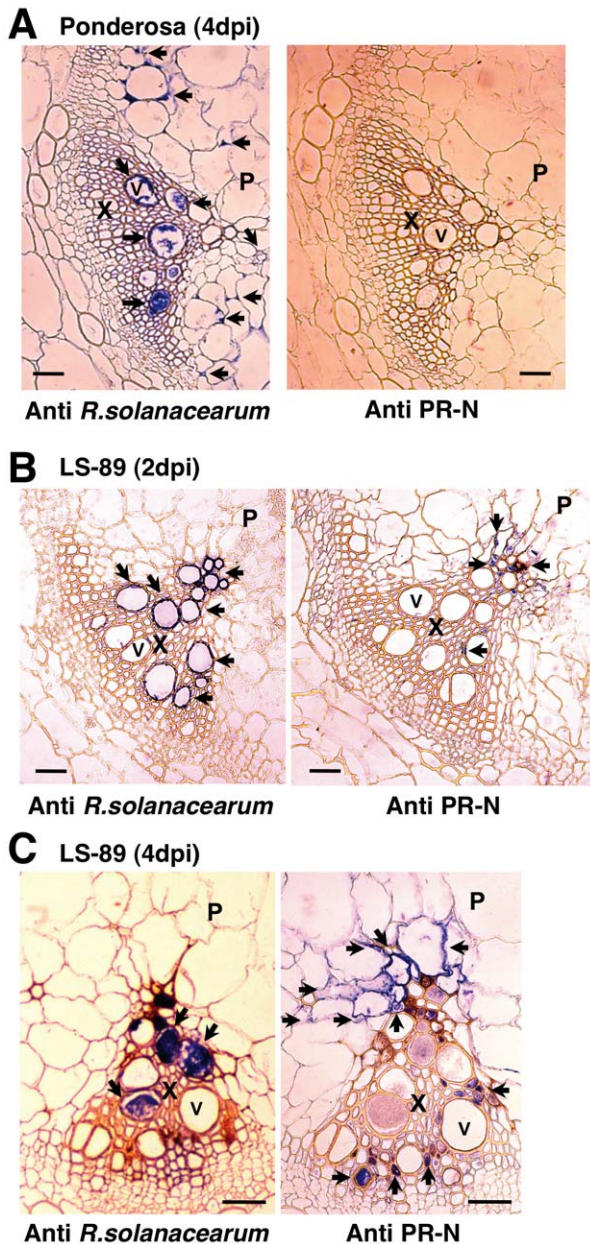 A Ponderosa (4dpi)
P
V
X
P
X
V
Anti R.solanacearum Anti PR-N
B LS-89 (2dpi)
P
P
V
X
V
X
Anti R.solanacearum Anti PR-N
C LS-89 (4dpi)
P
P
X
V
X
V
Anti R.solanacearum Anti PR-N